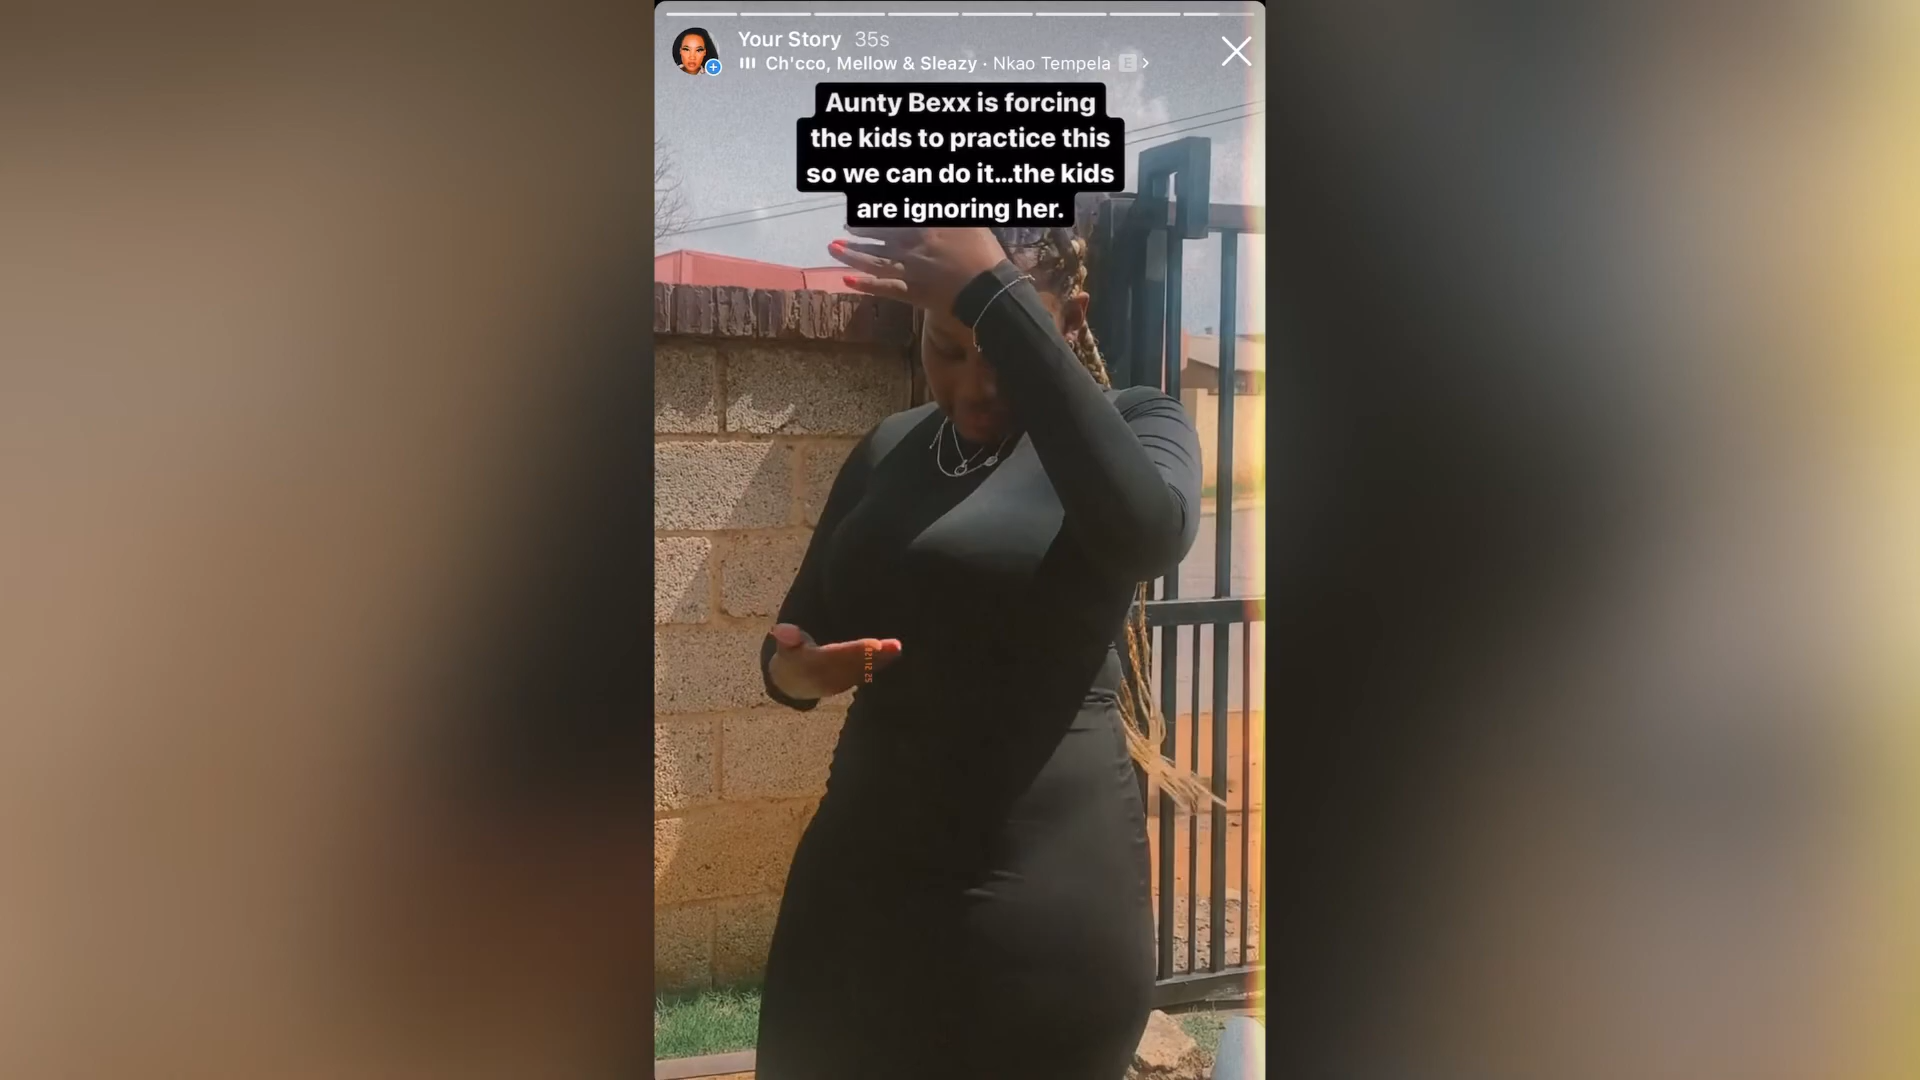 Your Story 35s
Ch'cco, Mellow & Sleazy · Nkao Tempela E
Aunty Bexx is forcing
the kids to practice this
so we can do it...the kids
are ignoring her.